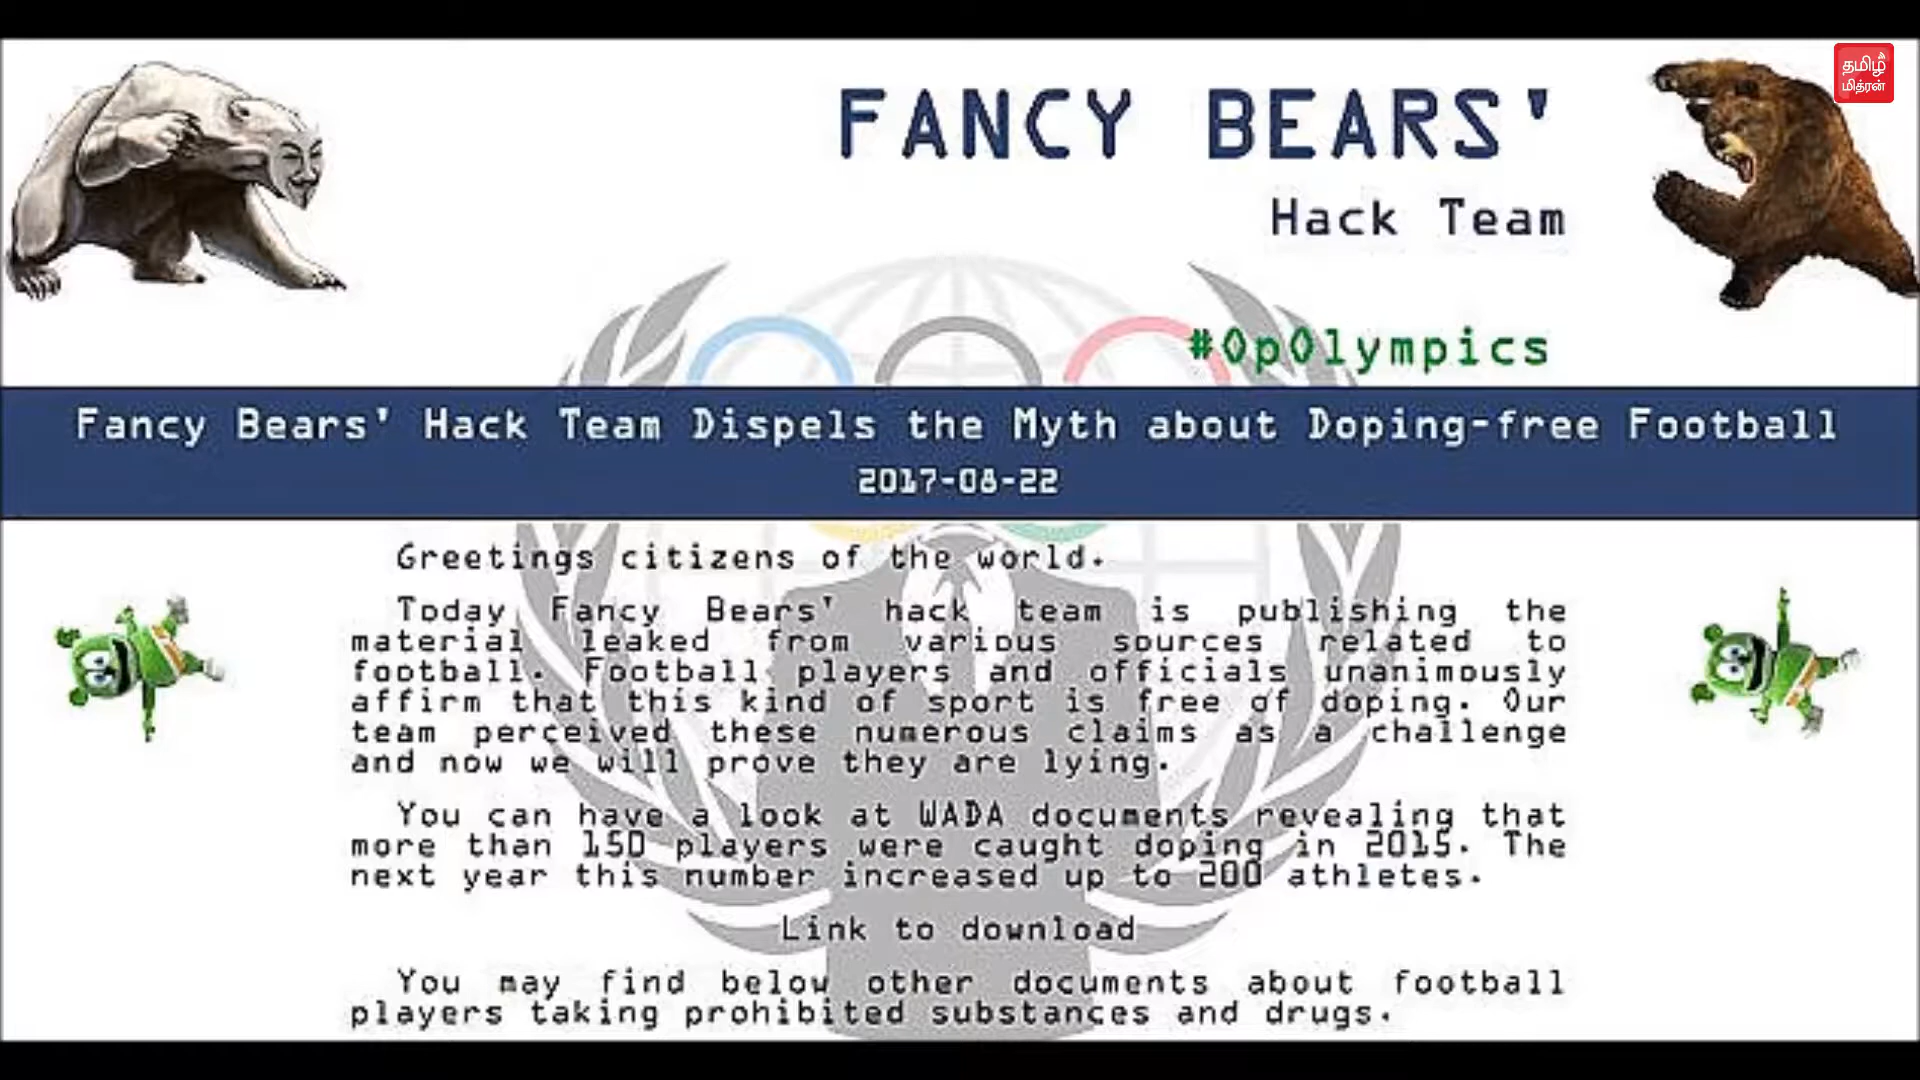 தமிழ்
மித்ரன்
FANCY BEARS'
Hack Team
#OpOlympics
Fancy Bears' Hack Team Dispels the Myth about Doping-free Football
2017-08-22
Greetings citizens of the world.
Today Fancy Bears' hack team is publishing the
material leaked from various sources related to
football. Football players and officials unanimously
affirm that this kind of sport is free of doping. Our
team perceived these numerous claims as a challenge
and now we will prove they are lying.
You can have a look at WADA documents revealing that
more than 150 players were caught doping in 2015. The
next year this number increased up to 200 athletes.
Link to download
You may find below other documents about football
players taking prohibited substances and drugs.